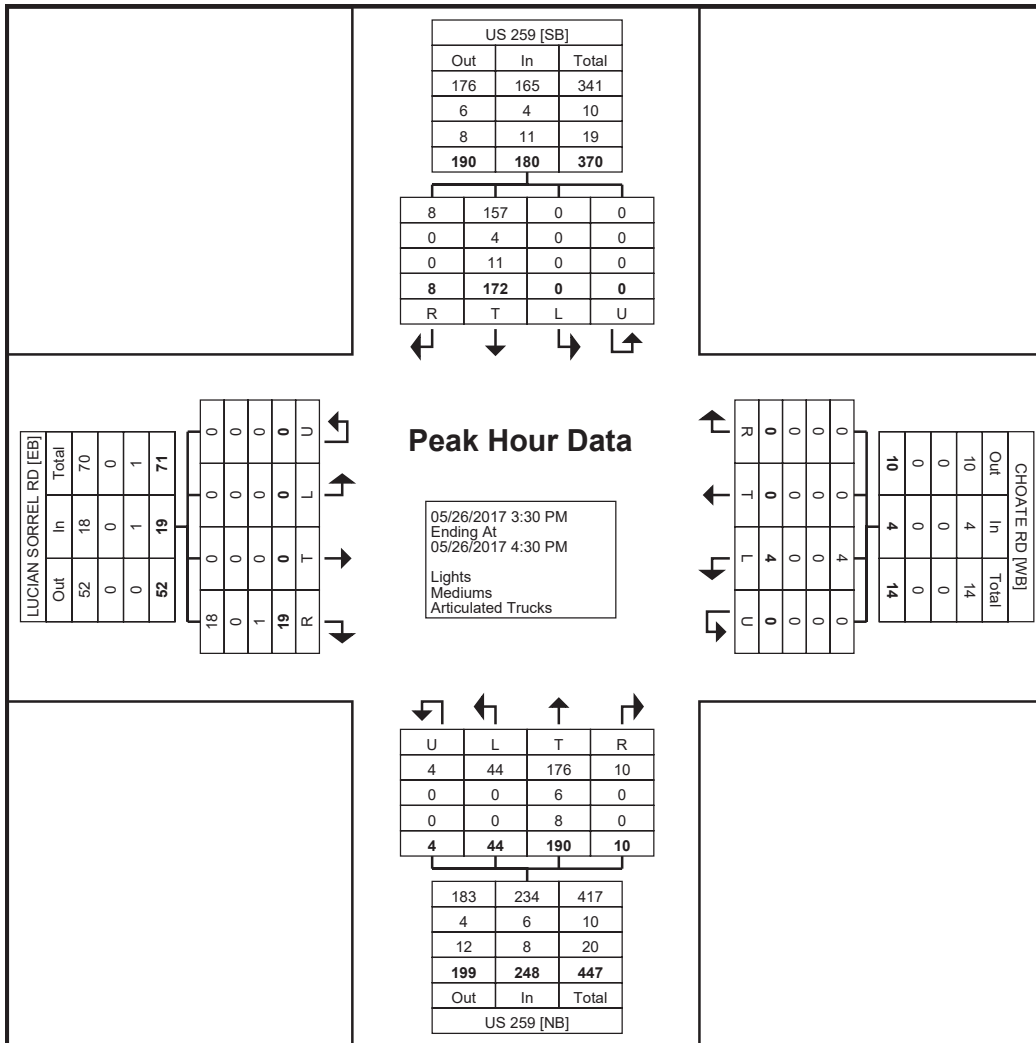 US 259 [SB]
Out In Total
176 165 341
6 4 10
8 11 19
190 180 370
8 157 0 0
0 4 0 0
0 11 0 0
8 172 0 0
R T L U
LUCIAN SORREL RD [EB]
Out In Total
52 18 70
0 0 0
0 1 1
52 19 71
18 0 0 0
0 0 0 0
1 0 0 0
19 0 0 0
R T L U
Peak Hour Data
05/26/2017 3:30 PM
Ending At
05/26/2017 4:30 PM
Lights
Mediums
Articulated Trucks
CHOATE RD [WB]
Out In Total
10 4 14
0 0 0
0 0 0
10 4 14
0 0 4 0
0 0 0 0
0 0 0 0
0 0 4 0
R T L U
U L T R
4 44 176 10
0 0 6 0
0 0 8 0
4 44 190 10
183 234 417
4 6 10
12 8 20
199 248 447
Out In Total
US 259 [NB]